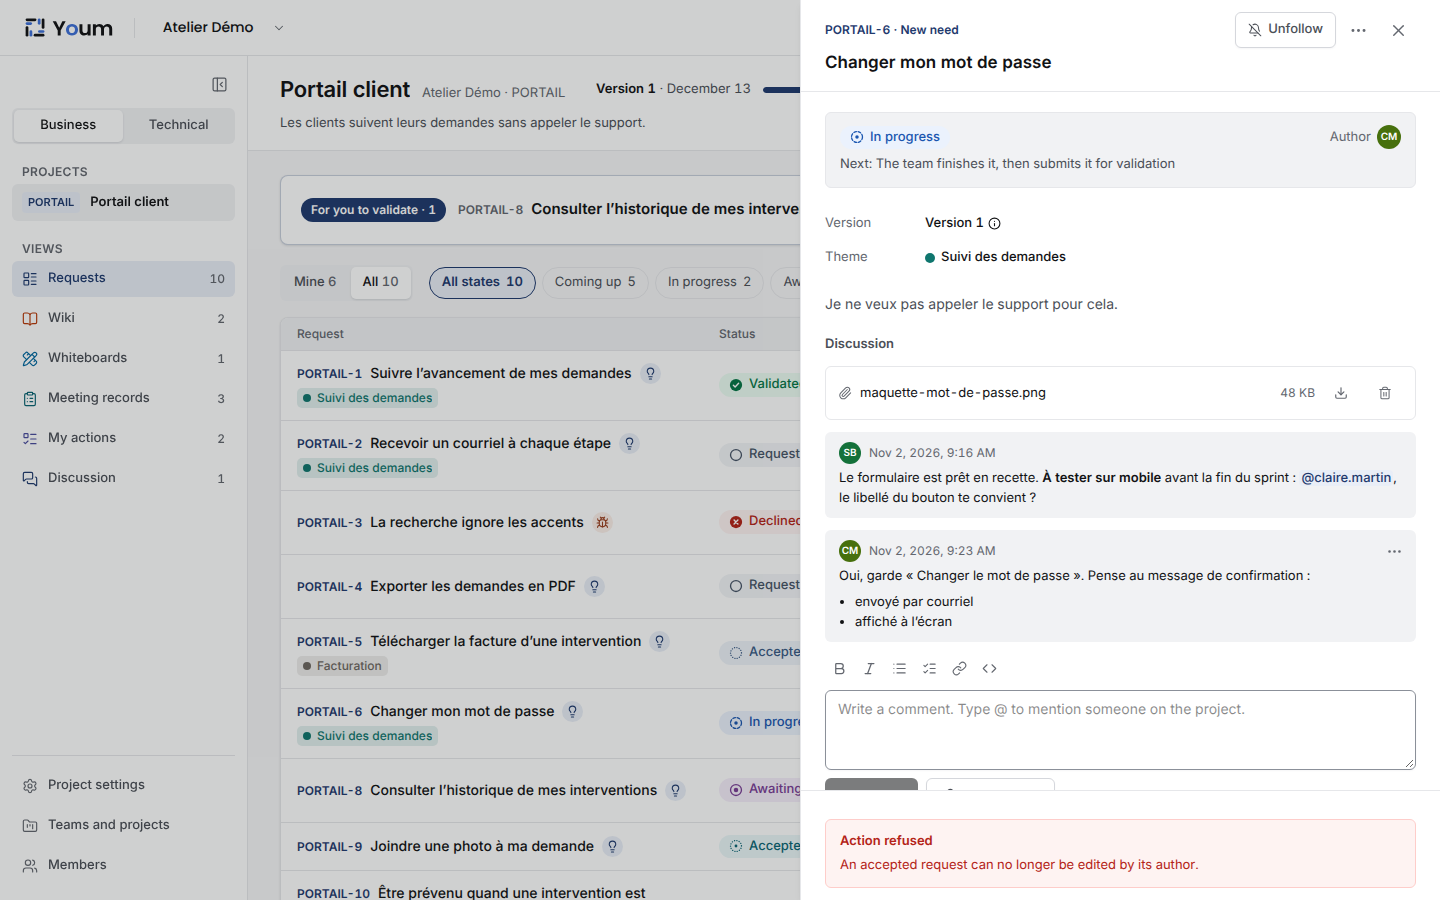 Youm
Atelier Démo
Business
Technical
PROJECTS
PORTAIL Portail client
VIEWS
Requests 10
Wiki 2
Whiteboards 1
Meeting records 3
My actions 2
Discussion 1
Project settings
Teams and projects
Members
Portail client Atelier Démo · PORTAIL Version 1 · December 13
Les clients suivent leurs demandes sans appeler le support.
For you to validate · 1 PORTAIL-8 Consulter l’historique de mes interve
Mine 6 All 10 All states 10 Coming up 5 In progress 2 Aw
Request Status
PORTAIL-1 Suivre l’avancement de mes demandes
Suivi des demandes
Validate
PORTAIL-2 Recevoir un courriel à chaque étape
Suivi des demandes
Request
PORTAIL-3 La recherche ignore les accents
Declined
PORTAIL-4 Exporter les demandes en PDF
Request
PORTAIL-5 Télécharger la facture d’une intervention
Facturation
Accepte
PORTAIL-6 Changer mon mot de passe
Suivi des demandes
In progre
PORTAIL-8 Consulter l’historique de mes interventions
Awaiting
PORTAIL-9 Joindre une photo à ma demande
Accepte
PORTAIL-10 Être prévenu quand une intervention est
PORTAIL-6 · New need
Unfollow
Changer mon mot de passe
In progress
Author CM
Next: The team finishes it, then submits it for validation
Version Version 1
Theme Suivi des demandes
Je ne veux pas appeler le support pour cela.
Discussion
maquette-mot-de-passe.png 48 KB
SB Nov 2, 2026, 9:16 AM
Le formulaire est prêt en recette. À tester sur mobile avant la fin du sprint : @claire.martin,
le libellé du bouton te convient ?
CM Nov 2, 2026, 9:23 AM
Oui, garde « Changer le mot de passe ». Pense au message de confirmation :
• envoyé par courriel
• affiché à l’écran
Write a comment. Type @ to mention someone on the project.
Action refused
An accepted request can no longer be edited by its author.